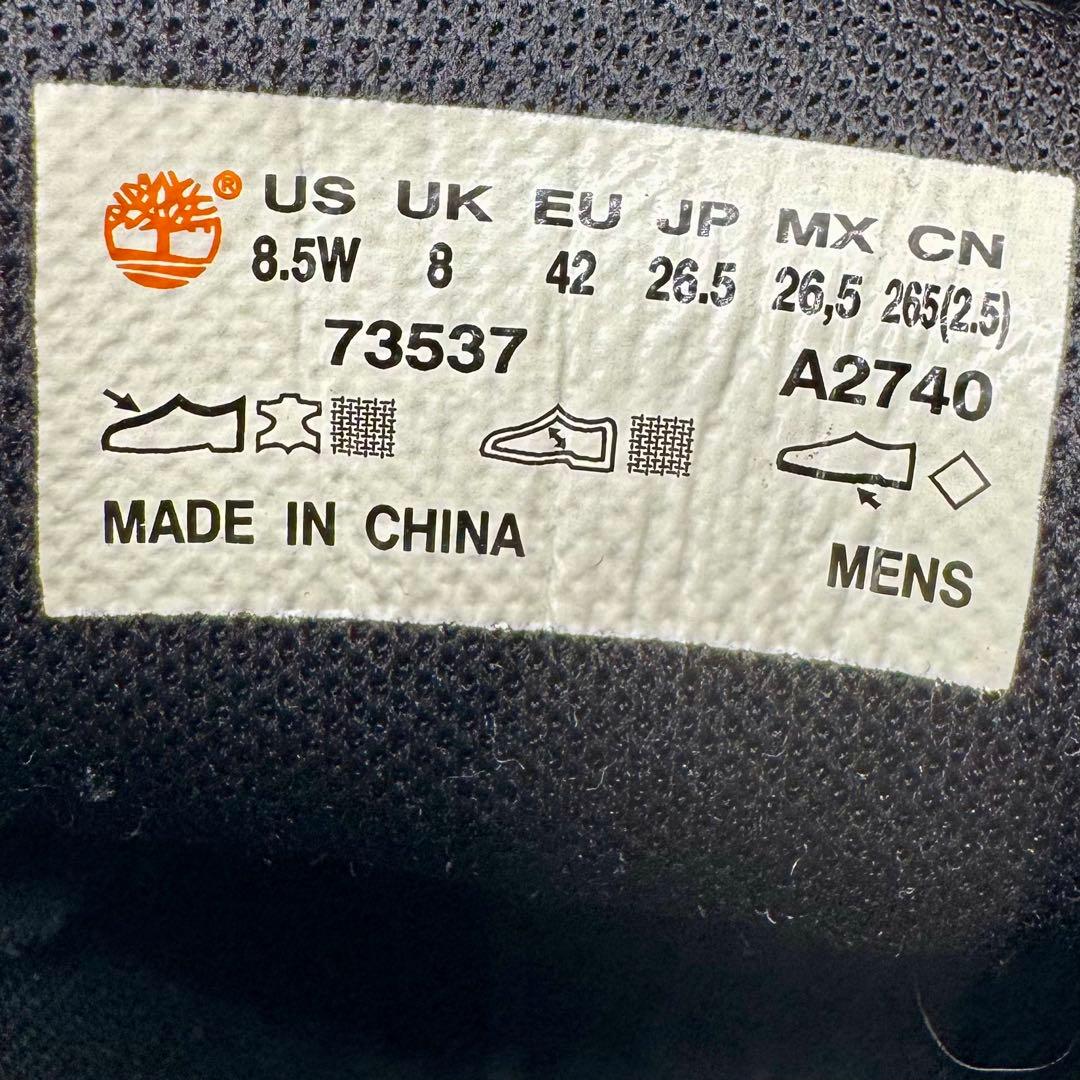 ® US UK EU JP MX CN
8.5W 8 42 26.5 26,5 265(2.5)
73537 A2740
MADE IN CHINA MENS